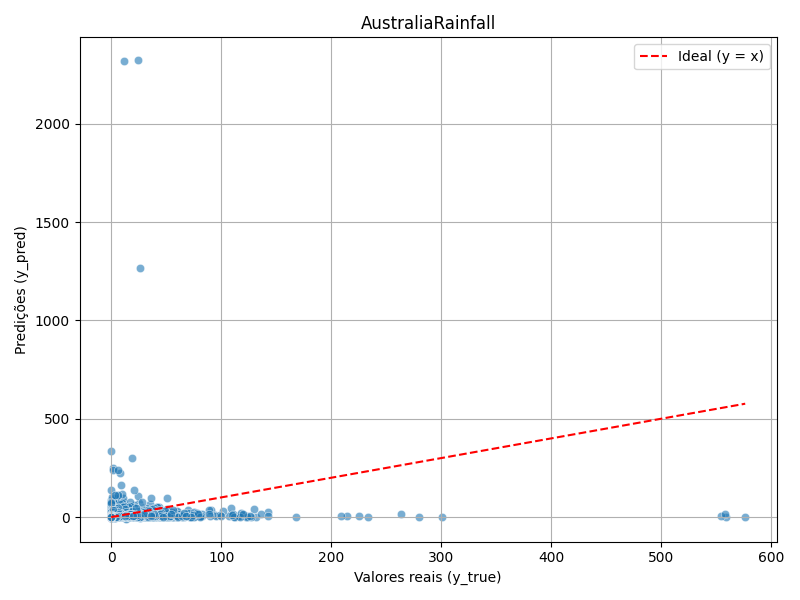 AustraliaRainfall
Ideal (y = x)
Predições (y_pred)
2000
1500
1000
500
0
0 100 200 300 400 500 600
Valores reais (y_true)